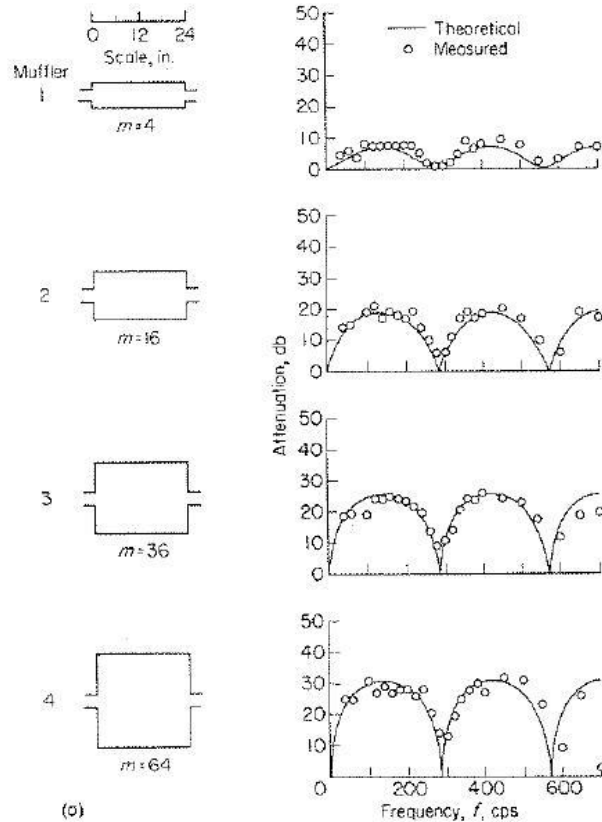 0 12 24
Scale, in.
Muffler
1
m=4
2
m=16
3
m=36
4
m=64
(a)
Theoretical
Measured
50
40
30
20
10
0
50
40
30
20
10
0
50
40
30
20
10
0
50
40
30
20
10
0
Attenuation, db
0 200 400 600
Frequency, f, cps